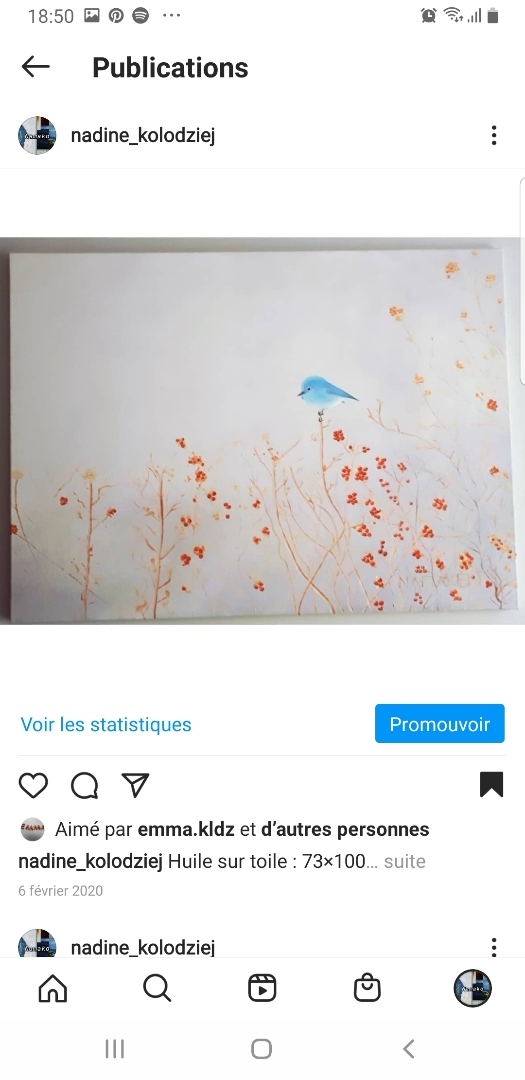 18:50
Publications
nadine_kolodziej
Voir les statistiques
Promouvoir
Aimé par emma.kldz et d’autres personnes
nadine_kolodziej Huile sur toile : 73×100... suite
6 février 2020
nadine_kolodziej